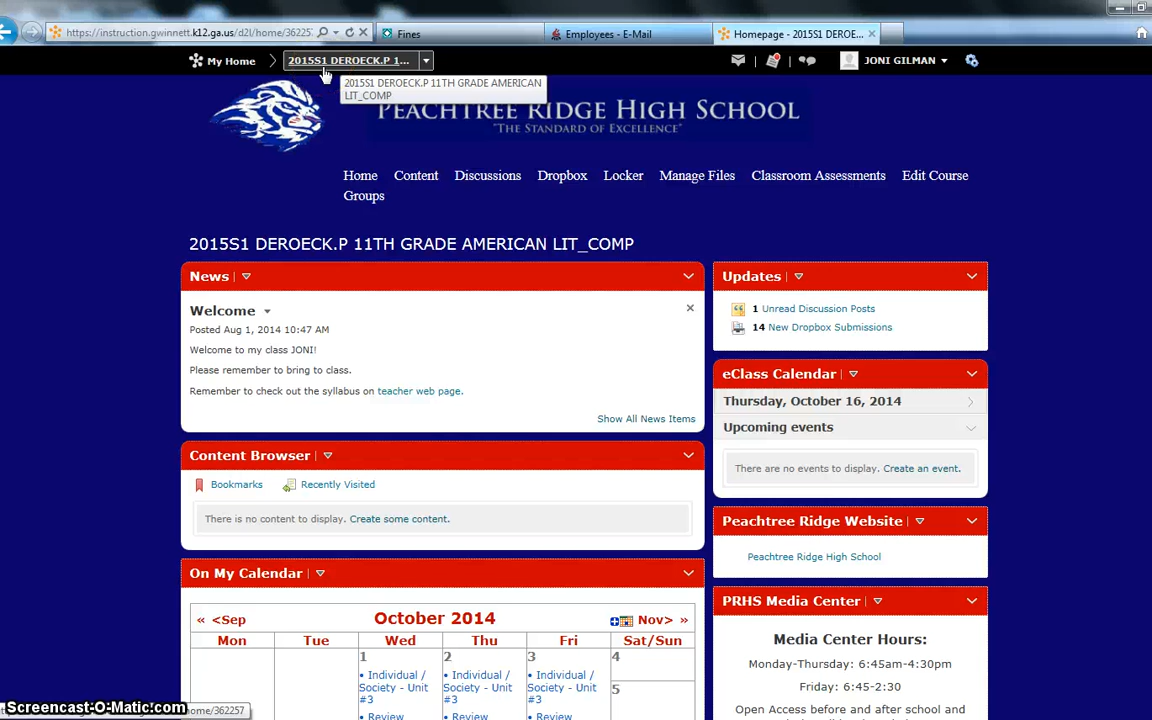 https://instruction.gwinnett.k12.ga.us/d2l/home/36225
Fines
Employees - E-Mail
Homepage - 2015S1 DEROE...
My Home
2015S1 DEROECK.P 1...
JONI GILMAN
2015S1 DEROECK.P 11TH GRADE AMERICAN
LIT_COMP
PEACHTREE RIDGE HIGH SCHOOL
"THE STANDARD OF EXCELLENCE"
Home Content Discussions Dropbox Locker Manage Files Classroom Assessments Edit Course
Groups
2015S1 DEROECK.P 11TH GRADE AMERICAN LIT_COMP
News
Welcome
Posted Aug 1, 2014 10:47 AM
Welcome to my class JONI!
Please remember to bring to class.
Remember to check out the syllabus on teacher web page.
Show All News Items
Content Browser
Bookmarks Recently Visited
There is no content to display. Create some content.
On My Calendar
« <Sep October 2014 Nov> »
Mon Tue Wed Thu Fri Sat/Sun
1 2 3 4
• Individual / • Individual / • Individual /
Society - Unit Society - Unit Society - Unit 5
#3 #3 #3
• Review • Review • Review
Updates
1 Unread Discussion Posts
14 New Dropbox Submissions
eClass Calendar
Thursday, October 16, 2014
Upcoming events
There are no events to display. Create an event.
Peachtree Ridge Website
Peachtree Ridge High School
PRHS Media Center
Media Center Hours:
Monday-Thursday: 6:45am-4:30pm
Friday: 6:45-2:30
Open Access before and after school and
Screencast-O-Matic.com
home/362257